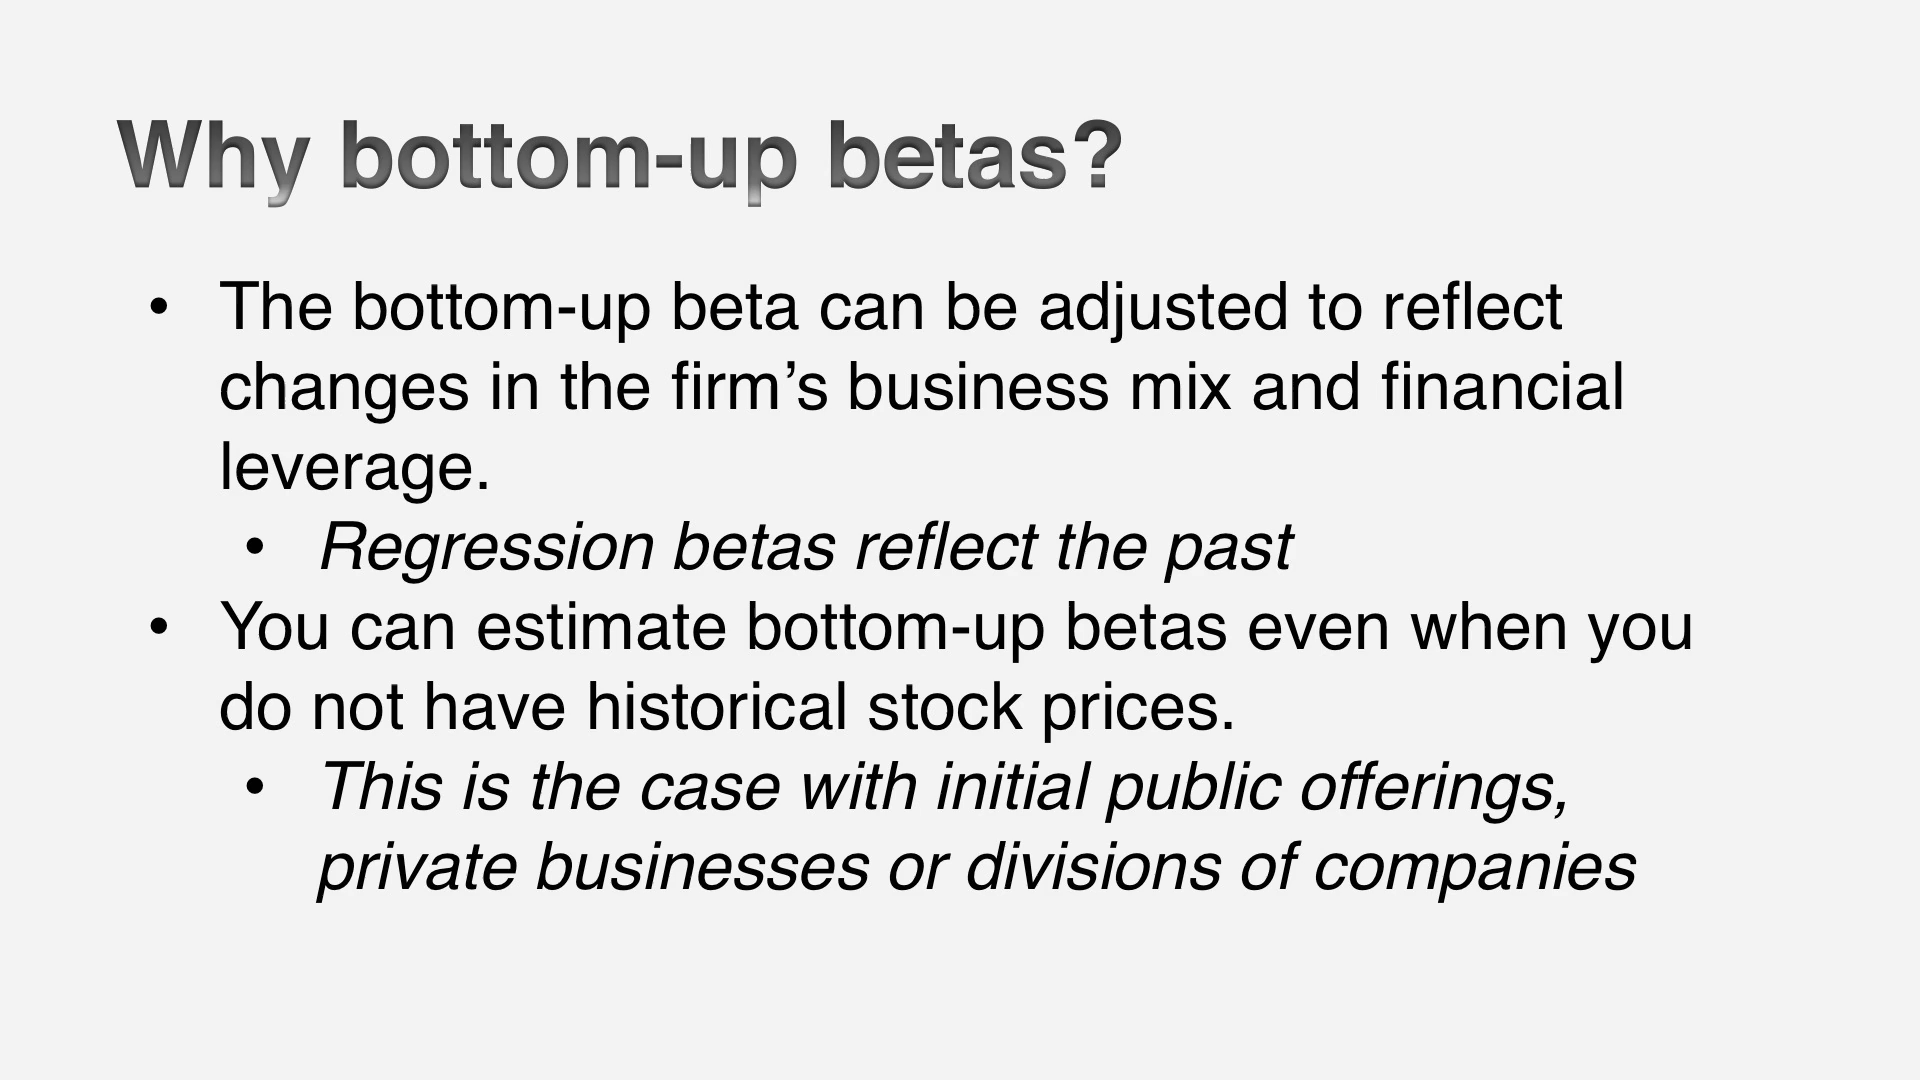 Why bottom-up betas?
• The bottom-up beta can be adjusted to reflect
changes in the firm’s business mix and financial
leverage.
• Regression betas reflect the past
• You can estimate bottom-up betas even when you
do not have historical stock prices.
• This is the case with initial public offerings,
private businesses or divisions of companies